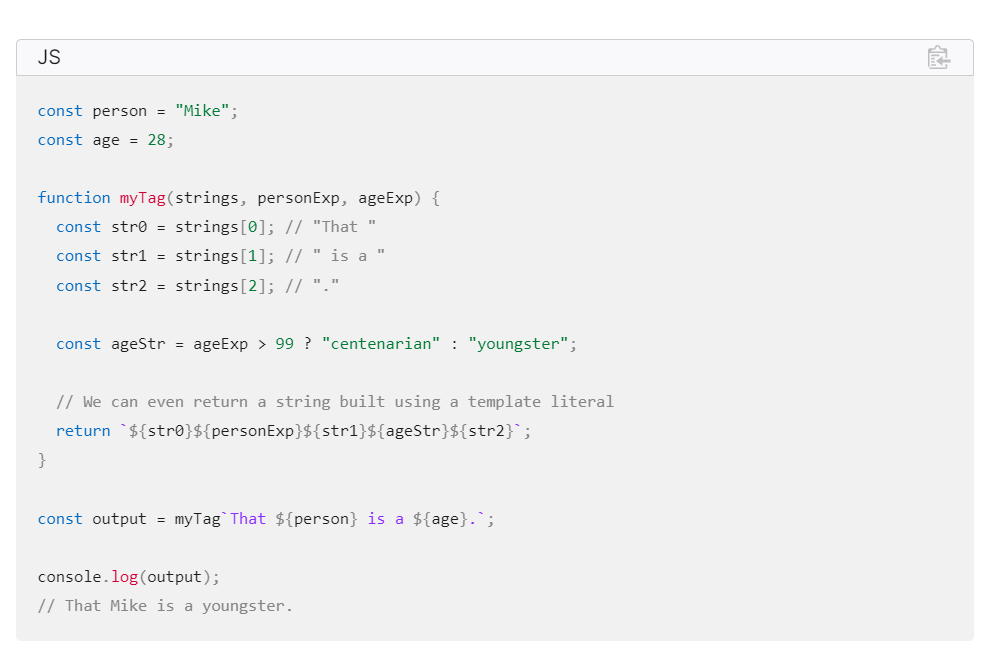 JS
const person = "Mike";
const age = 28;
function myTag(strings, personExp, ageExp) {
  const str0 = strings[0]; // "That "
  const str1 = strings[1]; // " is a "
  const str2 = strings[2]; // "."
  const ageStr = ageExp > 99 ? "centenarian" : "youngster";
  // We can even return a string built using a template literal
  return `${str0}${personExp}${str1}${ageStr}${str2}`;
}
const output = myTag`That ${person} is a ${age}.`;
console.log(output);
// That Mike is a youngster.